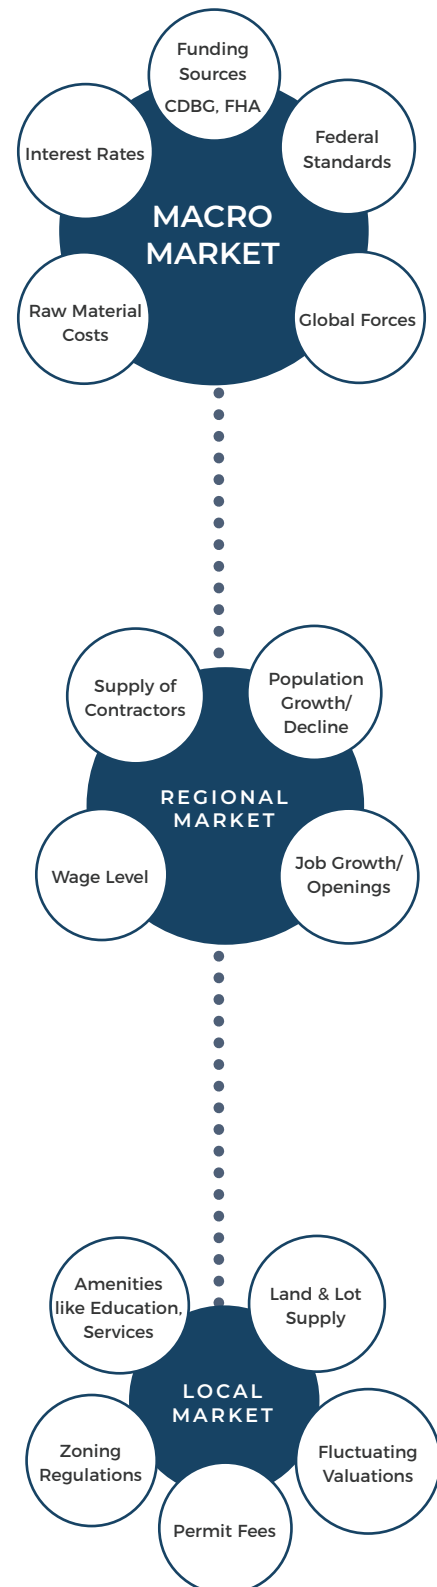 Funding
Sources
CDBG, FHA
Interest Rates
Federal
Standards
MACRO
MARKET
Raw Material
Costs
Global Forces
Supply of
Contractors
Population
Growth/
Decline
REGIONAL
MARKET
Wage Level
Job Growth/
Openings
Amenities
like Education,
Services
Land & Lot
Supply
LOCAL
MARKET
Zoning
Regulations
Fluctuating
Valuations
Permit Fees